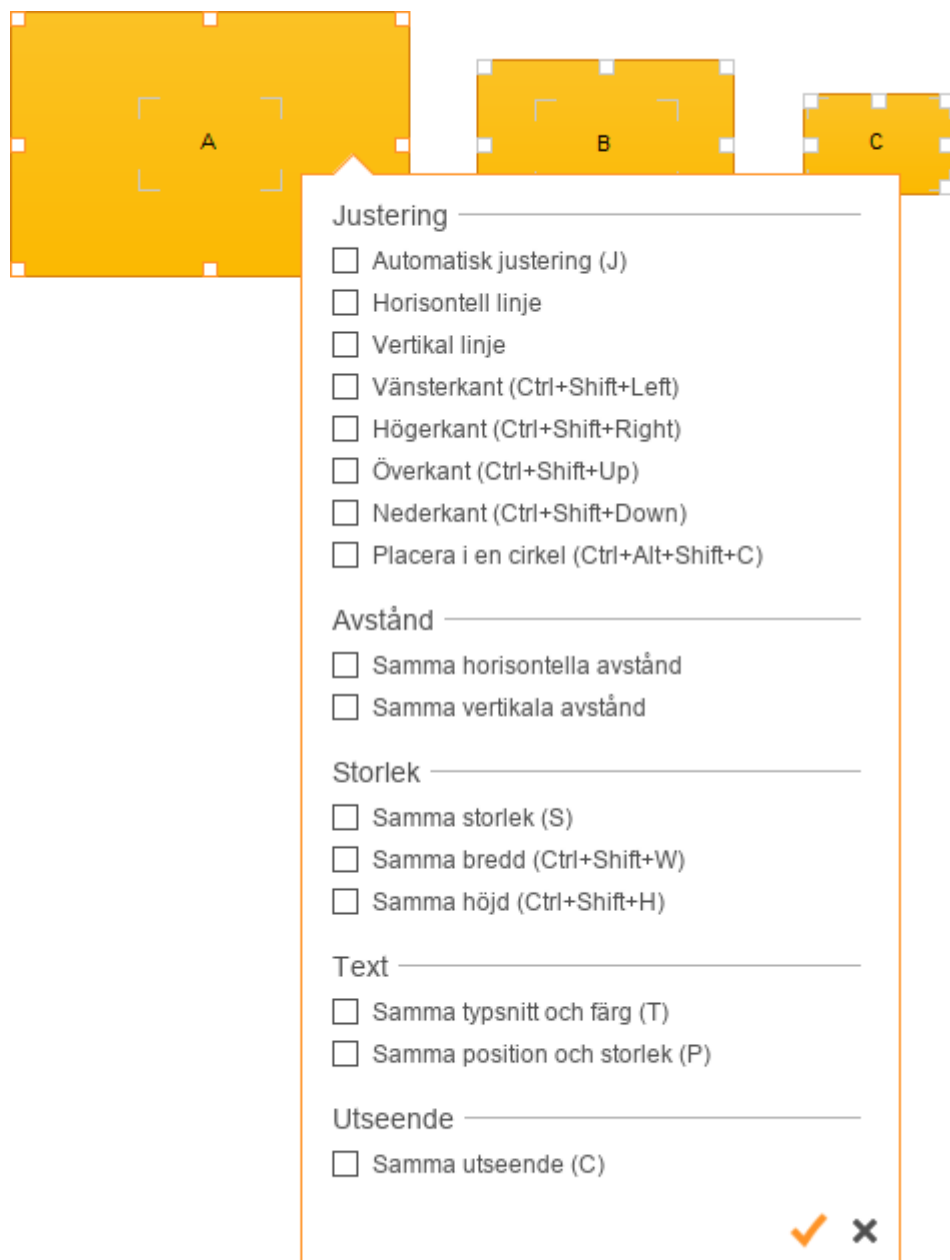 A
B
C
Justering
Automatisk justering (J)
Horisontell linje
Vertikal linje
Vänsterkant (Ctrl+Shift+Left)
Högerkant (Ctrl+Shift+Right)
Överkant (Ctrl+Shift+Up)
Nederkant (Ctrl+Shift+Down)
Placera i en cirkel (Ctrl+Alt+Shift+C)
Avstånd
Samma horisontella avstånd
Samma vertikala avstånd
Storlek
Samma storlek (S)
Samma bredd (Ctrl+Shift+W)
Samma höjd (Ctrl+Shift+H)
Text
Samma typsnitt och färg (T)
Samma position och storlek (P)
Utseende
Samma utseende (C)